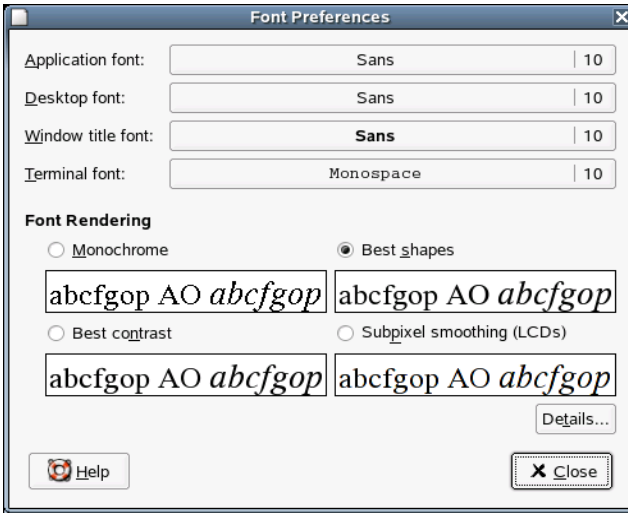 Font Preferences
Application font: Sans 10
Desktop font: Sans 10
Window title font: Sans 10
Terminal font: Monospace 10
Font Rendering
Monochrome Best shapes
abcfgop AO abcfgop abcfgop AO abcfgop
Best contrast Subpixel smoothing (LCDs)
abcfgop AO abcfgop abcfgop AO abcfgop
Details...
Help Close